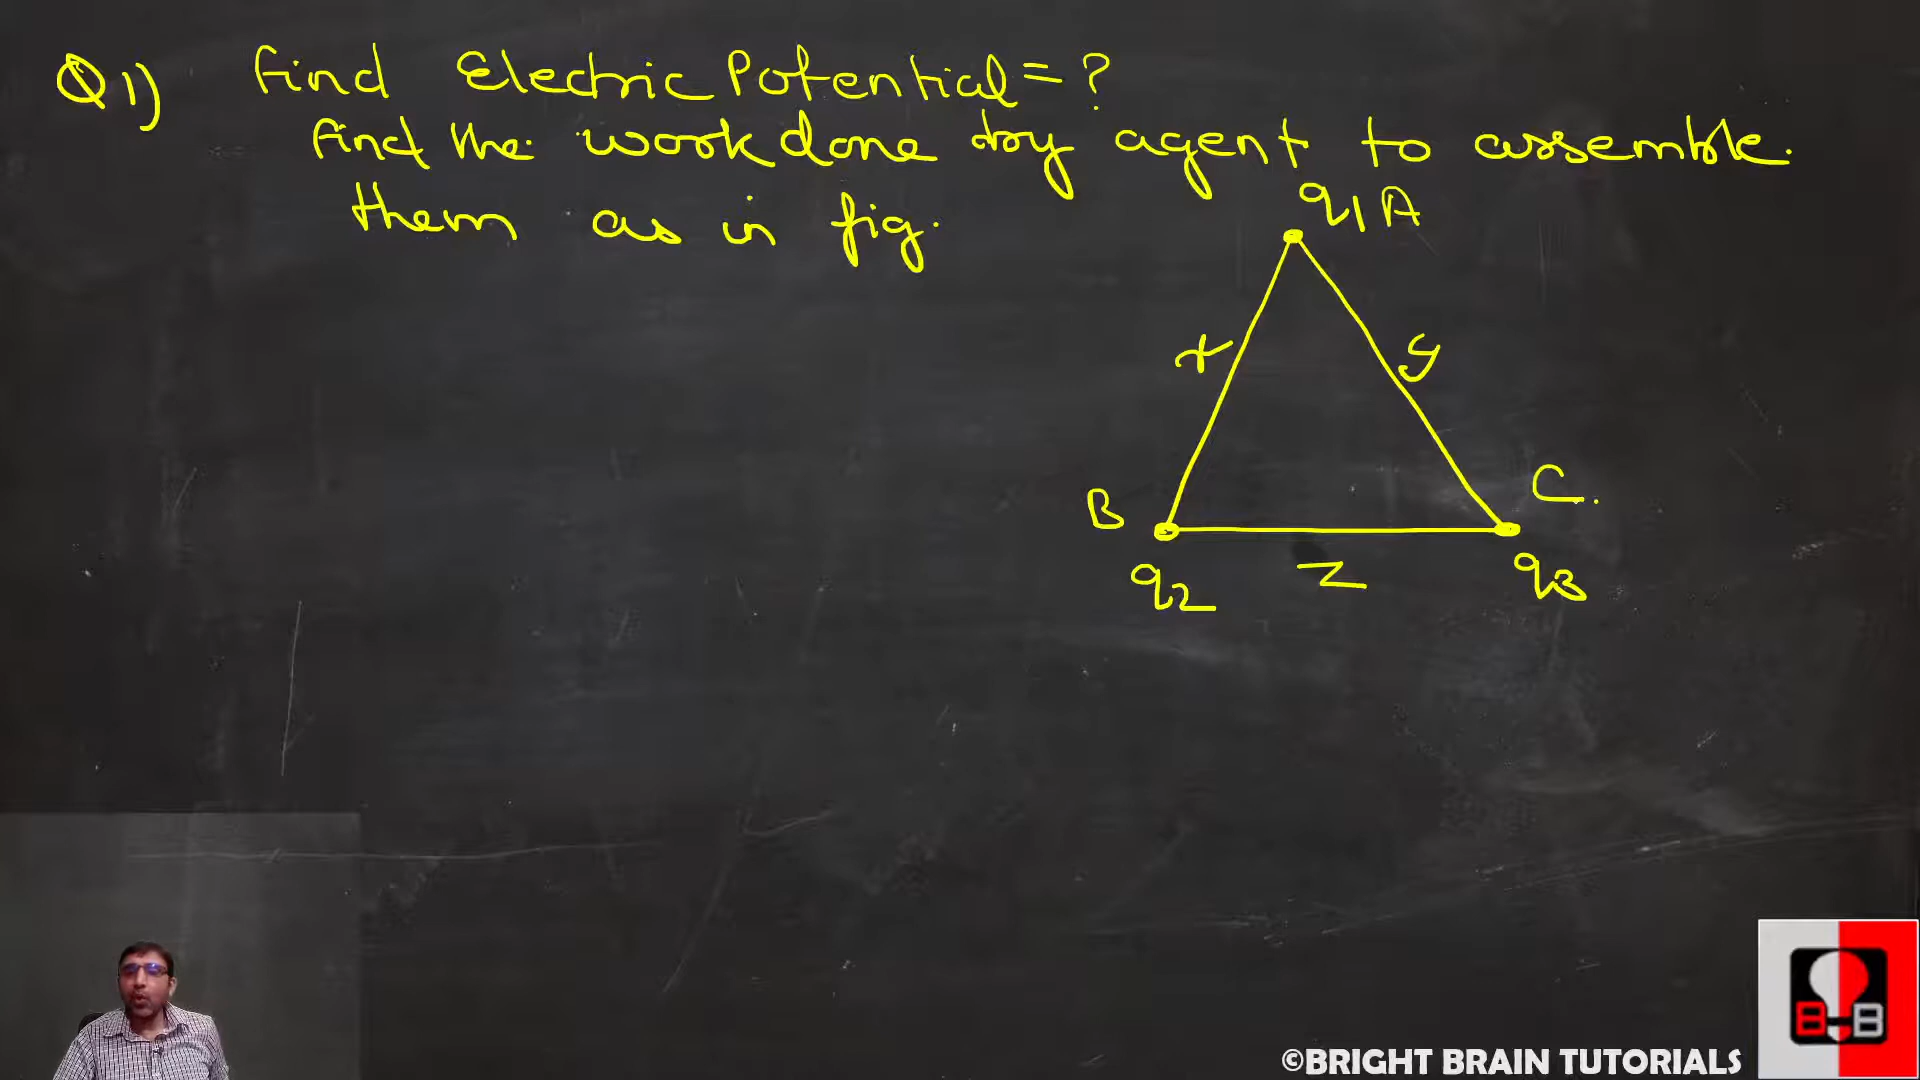 Q1) Find Electric Potential = ?
Find the work done by agent to assemble.
them as in fig.
q1 A
x
y
B
C.
q2
z
q3
B B
©BRIGHT BRAIN TUTORIALS